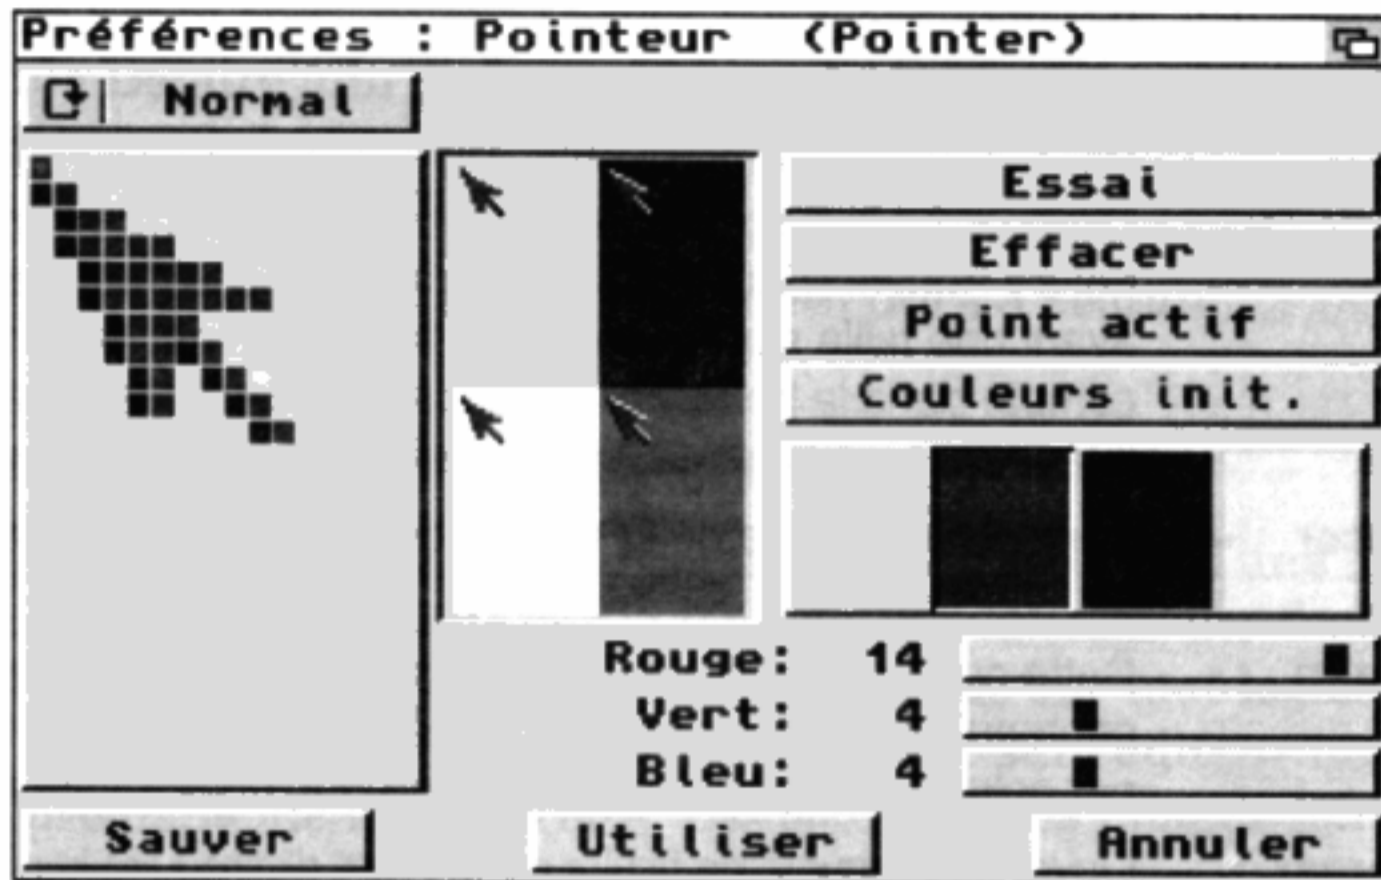 Préférences : Pointeur (Pointer)
Normal
Essai
Effacer
Point actif
Couleurs init.
Rouge: 14
Vert: 4
Bleu: 4
Sauver
Utiliser
Annuler